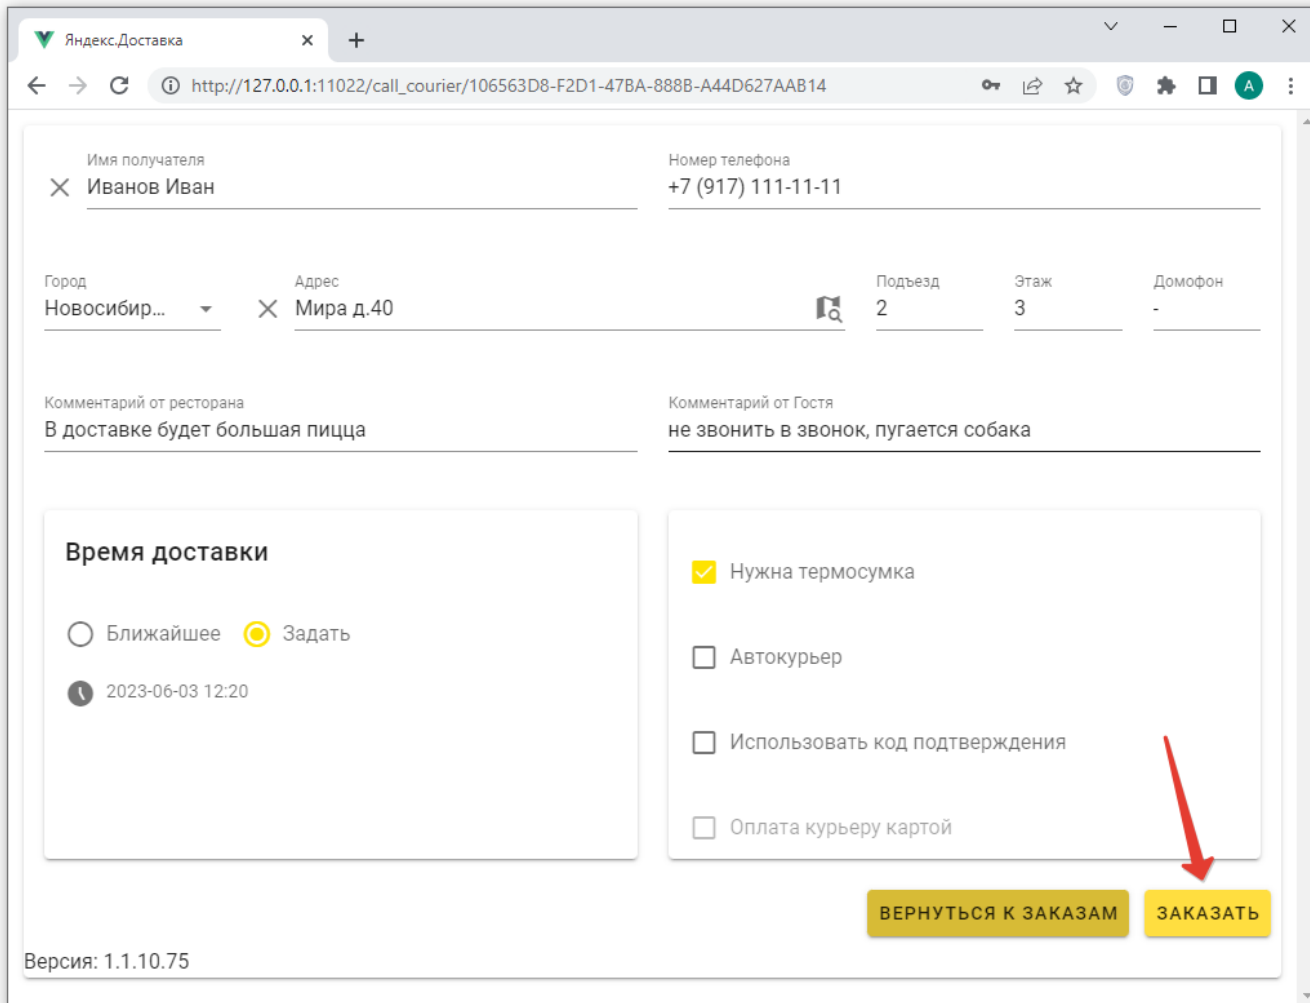 Яндекс.Доставка
http://127.0.0.1:11022/call_courier/106563D8-F2D1-47BA-888B-A44D627AAB14
A
Имя получателя
Номер телефона
Иванов Иван
+7 (917) 111-11-11
Город
Адрес
Подъезд
Этаж
Домофон
Новосибир...
Мира д.40
2
3
-
Комментарий от ресторана
Комментарий от Гостя
В доставке будет большая пицца
не звонить в звонок, пугается собака
Время доставки
Ближайшее
Задать
2023-06-03 12:20
Нужна термосумка
Автокурьер
Использовать код подтверждения
Оплата курьеру картой
ВЕРНУТЬСЯ К ЗАКАЗАМ
ЗАКАЗАТЬ
Версия: 1.1.10.75